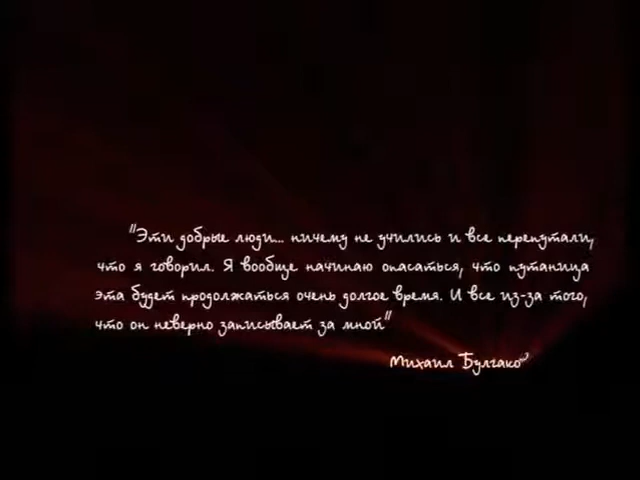 "Эти добрые люди... ничему не учились и все перепутали,
что я говорил. Я вообще начинаю опасаться, что путаница
эта будет продолжаться очень долгое время. И все из-за того,
что он неверно записывает за мной"
Михаил Булгако